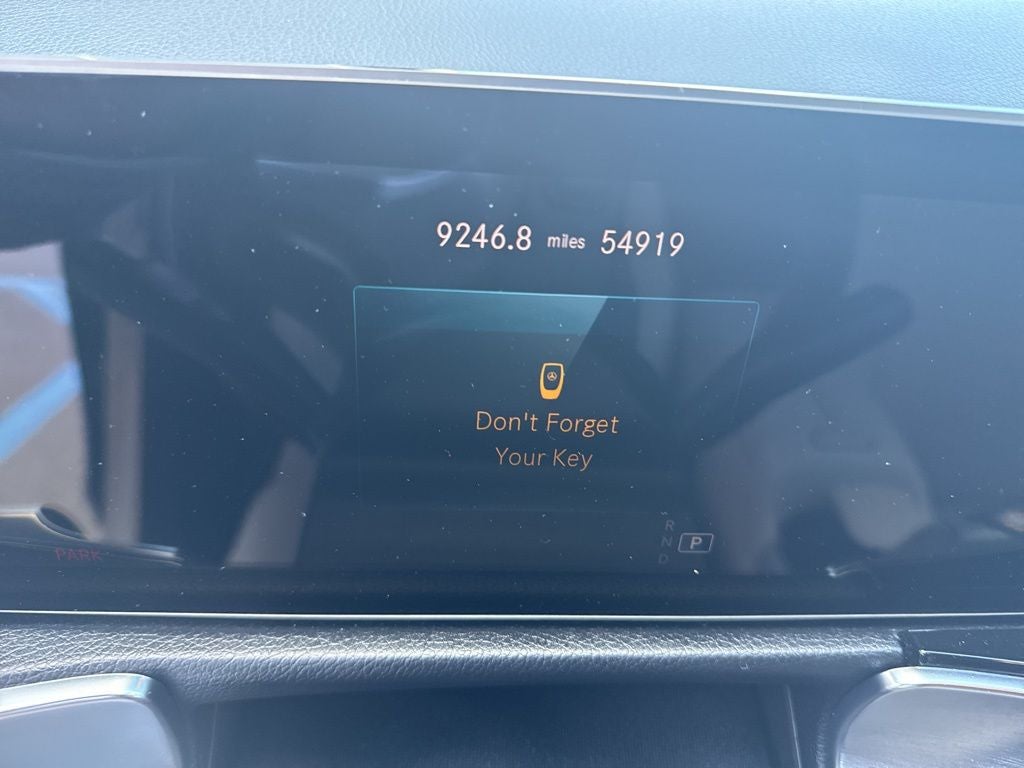 9246.8 miles 54919
Don't Forget
Your Key
R
N P
D
PARK